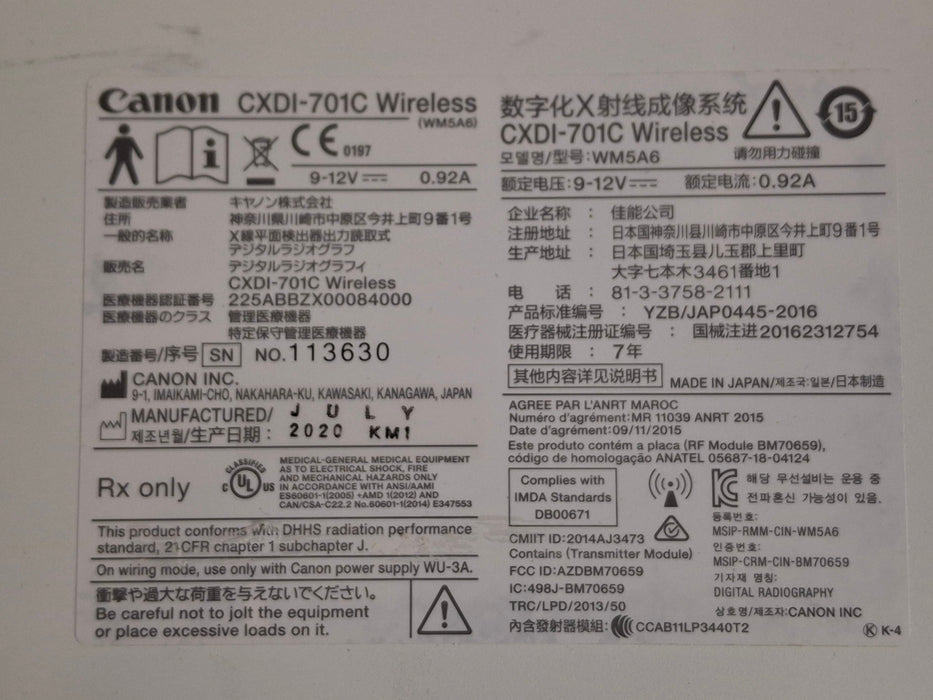 Canon CXDI-701C Wireless
(WM5A6)
CE 0197
9-12V 0.92A
製造販売業者 キヤノン株式会社
住所 神奈川県川崎市中原区今井上町9番1号
一般的名称 X線平面検出器出力読取式
デジタルラジオグラフ
販売名 デジタルラジオグラフィ
CXDI-701C Wireless
医療機器認証番号 225ABBZX00084000
医療機器のクラス 管理医療機器
特定保守管理医療機器
製造番号/序号 SN NO.113630
CANON INC.
9-1, IMAIKAMI-CHO, NAKAHARA-KU, KAWASAKI, KANAGAWA, JAPAN
MANUFACTURED/ JULY
제조년월/生产日期: 2020 KM1
Rx only
CLASSIFIED
C UL US
MEDICAL-GENERAL MEDICAL EQUIPMENT
AS TO ELECTRICAL SHOCK, FIRE
AND MECHANICAL HAZARDS ONLY
IN ACCORDANCE WITH ANSI/AAMI
ES60601-1(2005) +AMD 1(2012) AND
CAN/CSA-C22.2 No.60601-1(2014) E347553
This product conforms with DHHS radiation performance
standard, 21 CFR chapter 1 subchapter J.
On wiring mode, use only with Canon power supply WU-3A.
衝撃や過大な荷重を与えないでください。
Be careful not to jolt the equipment
or place excessive loads on it.
数字化X射线成像系统
CXDI-701C Wireless
모델명/型号:WM5A6
请勿用力碰撞
15
额定电压:9-12V 额定电流:0.92A
企业名称 : 佳能公司
注册地址 : 日本国神奈川县川崎市中原区今井上町9番1号
生产地址 : 日本国埼玉县儿玉郡上里町
大字七本木3461番地1
电 话 : 81-3-3758-2111
产品标准编号 : YZB/JAP0445-2016
医疗器械注册证编号 : 国械注进20162312754
使用期限 : 7年
其他内容详见说明书 MADE IN JAPAN/제조국:일본/日本制造
AGREE PAR L'ANRT MAROC
Numéro d'agrément:MR 11039 ANRT 2015
Date d'agrément:09/11/2015
Este produto contém a placa (RF Module BM70659),
código de homologação ANATEL 05687-18-04124
Complies with
IMDA Standards
DB00671
해당 무선설비는 운용 중
전파혼신 가능성이 있음.
CMIIT ID:2014AJ3473
Contains (Transmitter Module)
FCC ID:AZDBM70659
IC:498J-BM70659
TRC/LPD/2013/50
內含發射器模組: CCAB11LP3440T2
등록번호:
MSIP-RMM-CIN-WM5A6
인증번호:
MSIP-CRM-CIN-BM70659
기자재 명칭:
DIGITAL RADIOGRAPHY
상호명/제조자:CANON INC
K K-4